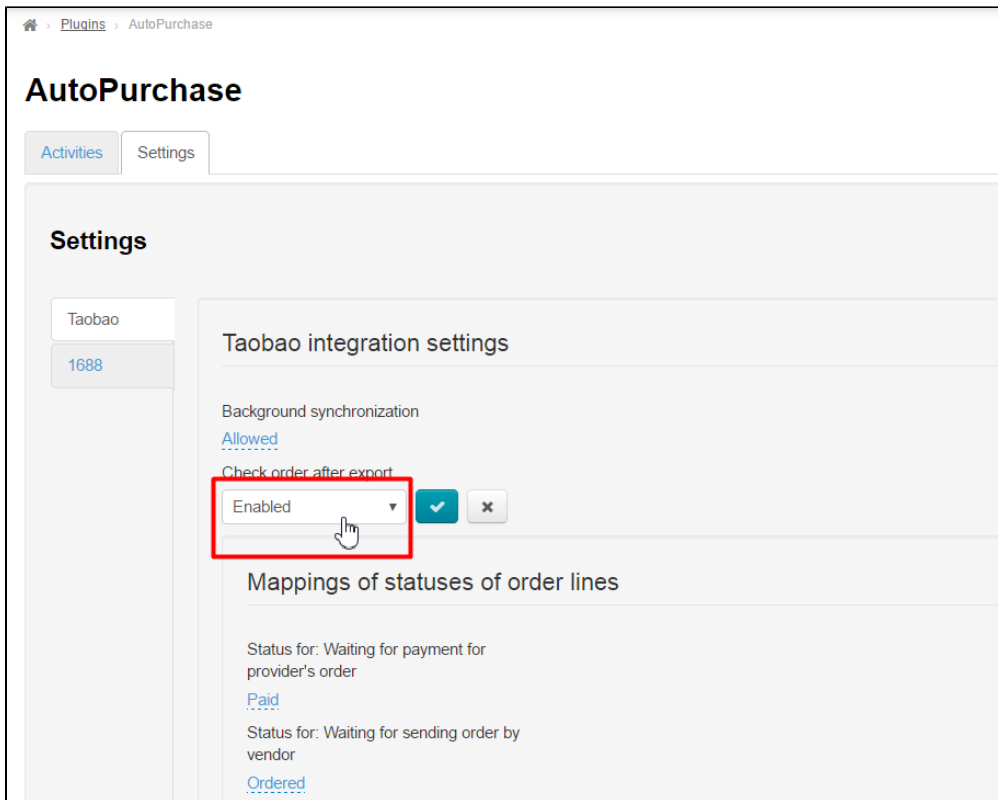 Plugins › AutoPurchase
AutoPurchase
Activities Settings
Settings
Taobao
1688
Taobao integration settings
Background synchronization
Allowed
Check order after export
Enabled
Mappings of statuses of order lines
Status for: Waiting for payment for
provider's order
Paid
Status for: Waiting for sending order by
vendor
Ordered